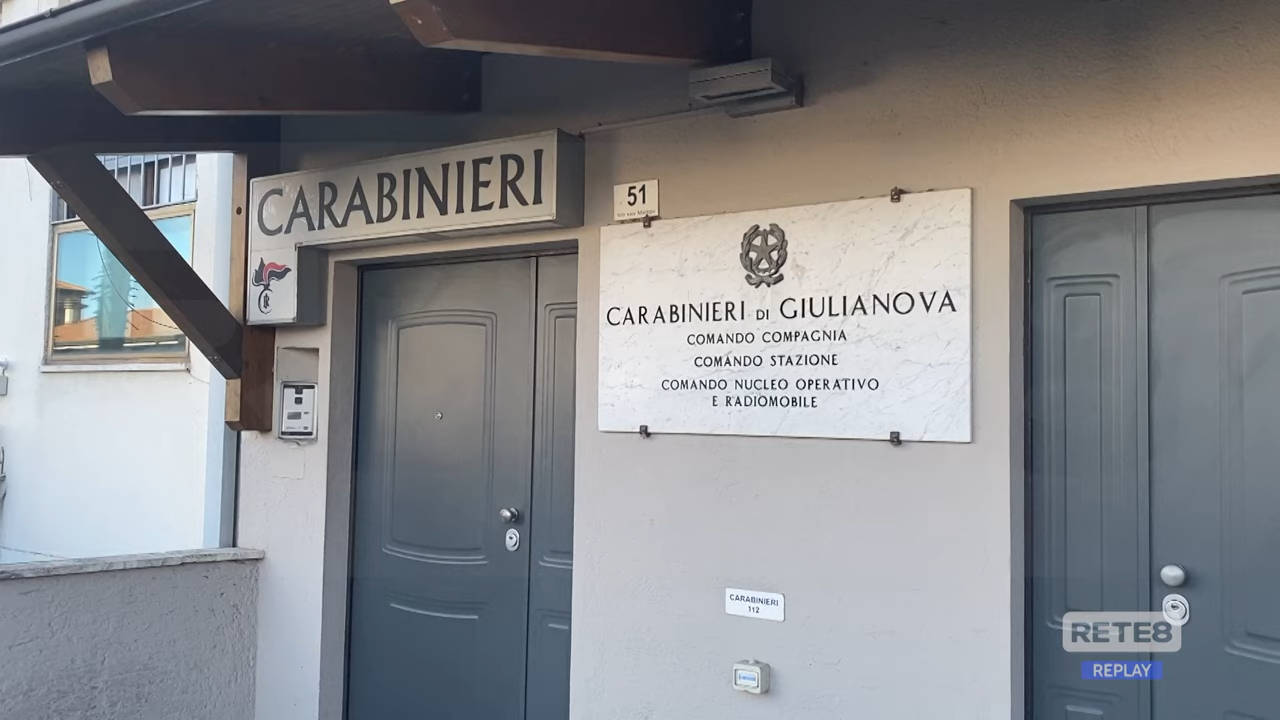 CARABINIERI
51
CARABINIERI DI GIULIANOVA
COMANDO COMPAGNIA
COMANDO STAZIONE
COMANDO NUCLEO OPERATIVO
E RADIOMOBILE
CARABINIERI
112
RETE8
REPLAY